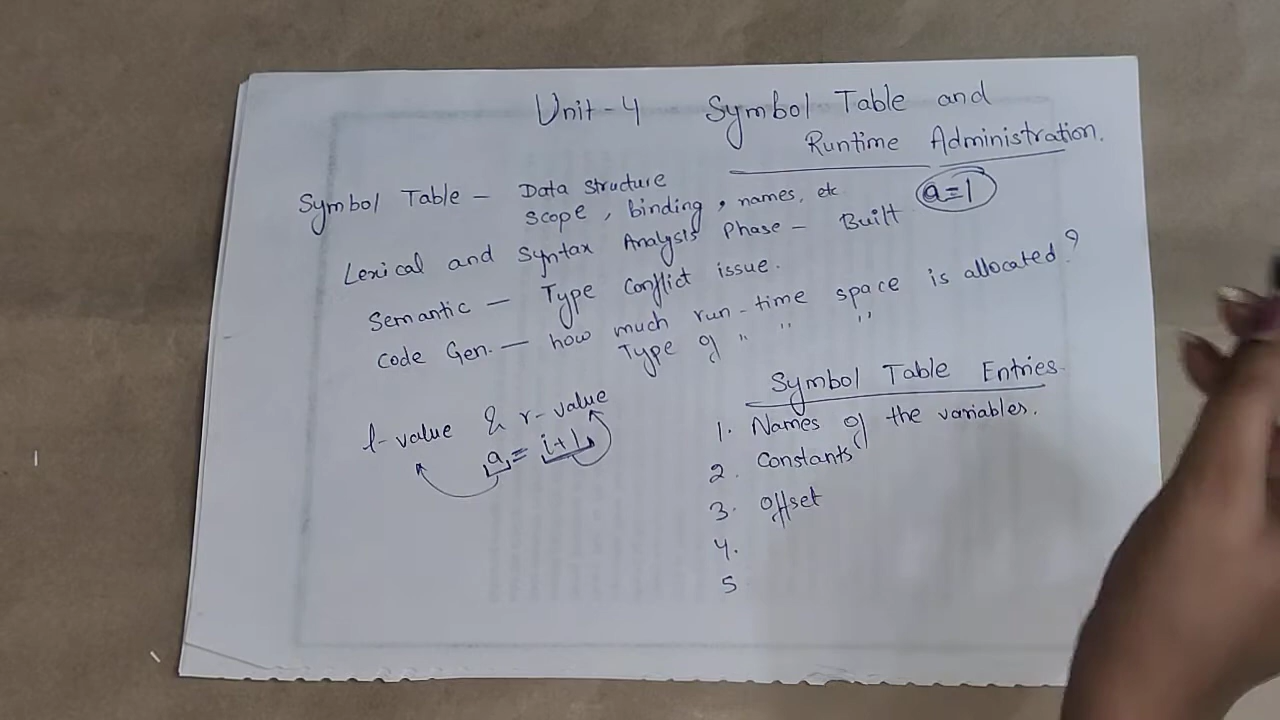 Unit-4 Symbol Table and
Runtime Administration.
Symbol Table - Data Structure
Scope, binding, names, etc
a=1
Lexical and Syntax Analysis Phase - Built
Semantic - Type Conflict issue.
Code Gen. - how much run-time space is allocated?
Type of " " "
l-value & r-value
a = i+1
Symbol Table Entries.
1. Names of the variables.
2. Constants
3. Offset
4.
5